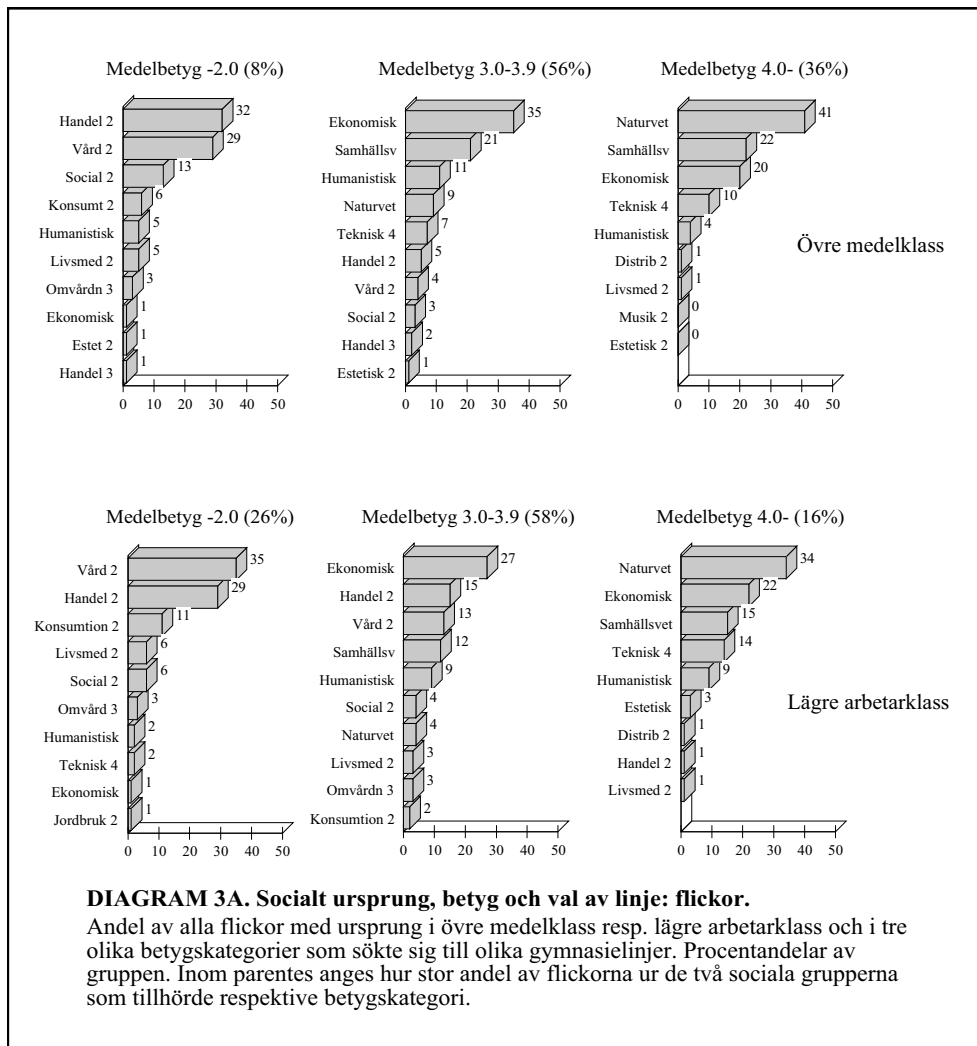 Medelbetyg -2.0 (8%)
Handel 2 32
Vård 2 29
Social 2 13
Konsumt 2 6
Humanistisk 5
Livsmed 2 5
Omvårdn 3 3
Ekonomisk 1
Estet 2 1
Handel 3 1
0 10 20 30 40 50
Medelbetyg 3.0-3.9 (56%)
Ekonomisk 35
Samhällsv 21
Humanistisk 11
Naturvet 9
Teknisk 4 7
Handel 2 5
Vård 2 4
Social 2 3
Handel 3 2
Estetisk 2 1
0 10 20 30 40 50
Medelbetyg 4.0- (36%)
Naturvet 41
Samhällsv 22
Ekonomisk 20
Teknisk 4 10
Humanistisk 4
Distrib 2 1
Livsmed 2 1
Musik 2 0
Estetisk 2 0
0 10 20 30 40 50
Övre medelklass
Medelbetyg -2.0 (26%)
Vård 2 35
Handel 2 29
Konsumtion 2 11
Livsmed 2 6
Social 2 6
Omvård 3 3
Humanistisk 2
Teknisk 4 2
Ekonomisk 1
Jordbruk 2 1
0 10 20 30 40 50
Medelbetyg 3.0-3.9 (58%)
Ekonomisk 27
Handel 2 15
Vård 2 13
Samhällsv 12
Humanistisk 9
Social 2 4
Naturvet 4
Livsmed 2 3
Omvårdn 3 3
Konsumtion 2 2
0 10 20 30 40 50
Medelbetyg 4.0- (16%)
Naturvet 34
Ekonomisk 22
Samhällsvet 15
Teknisk 4 14
Humanistisk 9
Estetisk 3
Distrib 2 1
Handel 2 1
Livsmed 2 1
0 10 20 30 40 50
Lägre arbetarklass
DIAGRAM 3A. Socialt ursprung, betyg och val av linje: flickor.
Andel av alla flickor med ursprung i övre medelklass resp. lägre arbetarklass och i tre
olika betygskategorier som sökte sig till olika gymnasielinjer. Procentandelar av
gruppen. Inom parentes anges hur stor andel av flickorna ur de två sociala grupperna
som tillhörde respektive betygskategori.